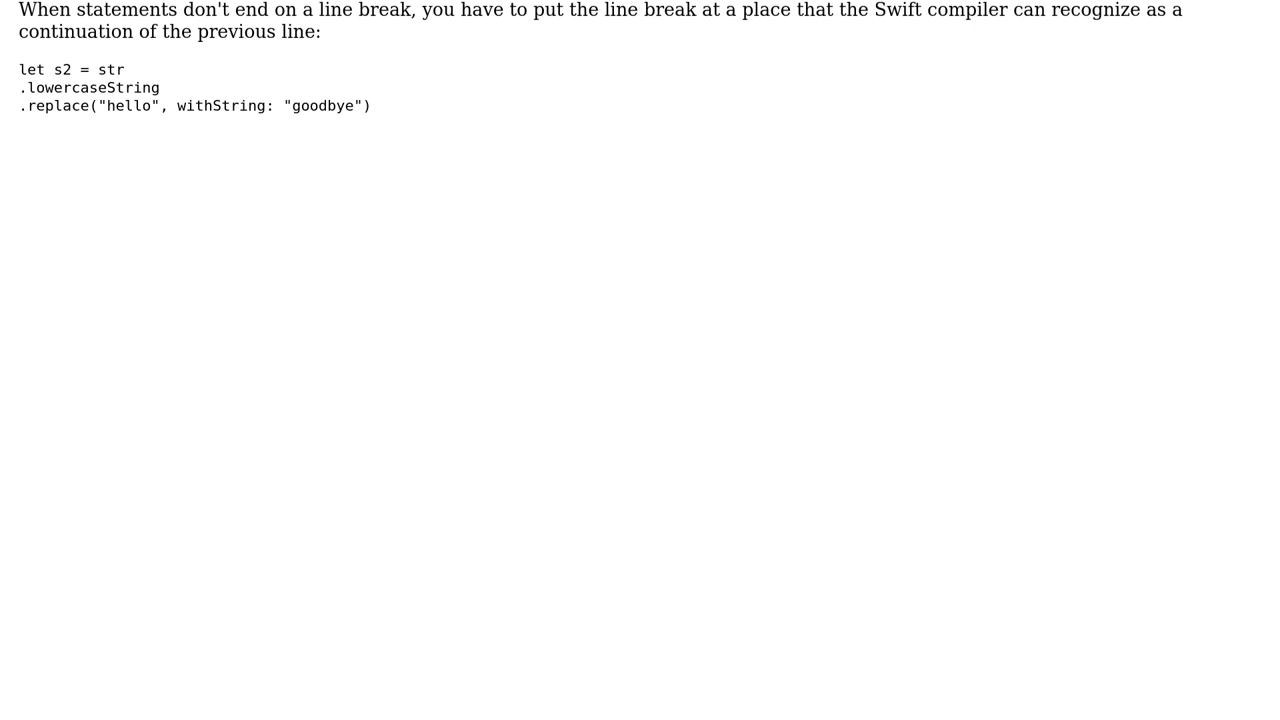 When statements don't end on a line break, you have to put the line break at a place that the Swift compiler can recognize as a
continuation of the previous line:
let s2 = str
.lowercaseString
.replace("hello", withString: "goodbye")